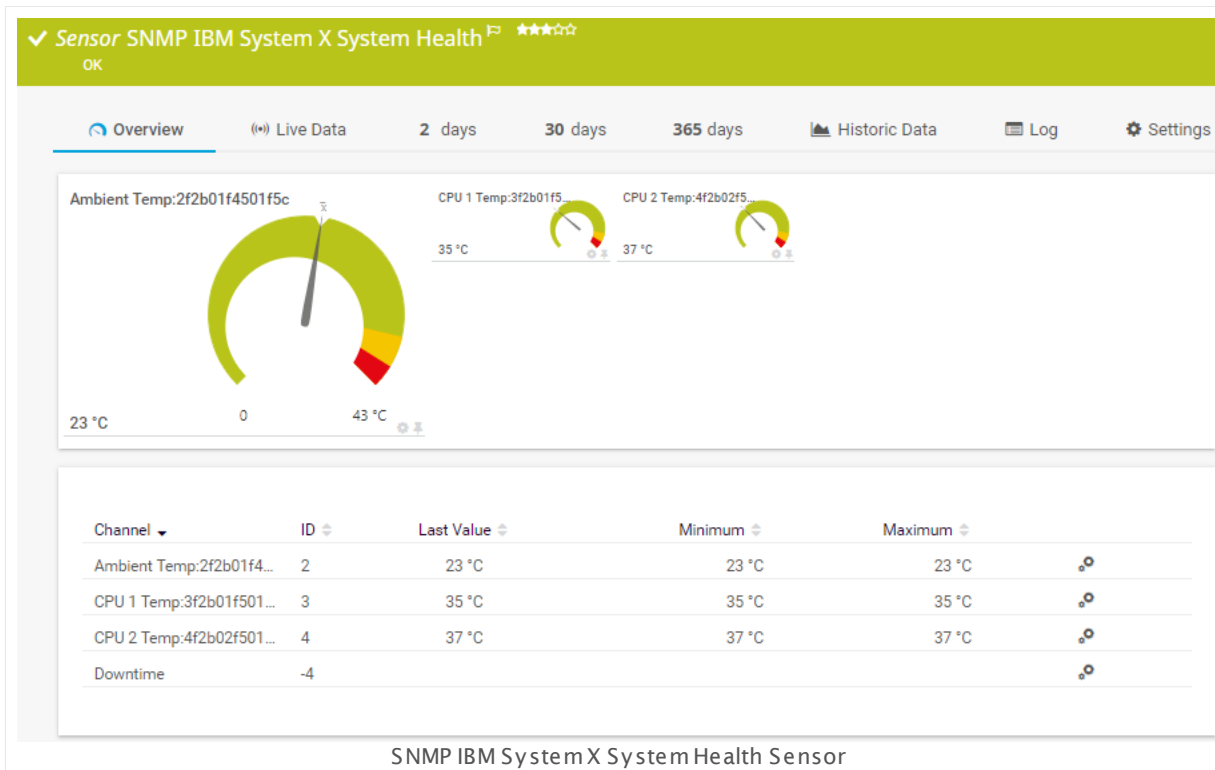 Sensor SNMP IBM System X System Health
OK
Overview Live Data 2 days 30 days 365 days Historic Data Log Settings
Ambient Temp:2f2b01f4501f5c
x
CPU 1 Temp:3f2b01f5... CPU 2 Temp:4f2b02f5...
35 °C 37 °C
0 43 °C
23 °C
Channel ID Last Value Minimum Maximum
Ambient Temp:2f2b01f4... 2 23 °C 23 °C 23 °C
CPU 1 Temp:3f2b01f501... 3 35 °C 35 °C 35 °C
CPU 2 Temp:4f2b02f501... 4 37 °C 37 °C 37 °C
Downtime -4
SNMP IBM System X System Health Sensor